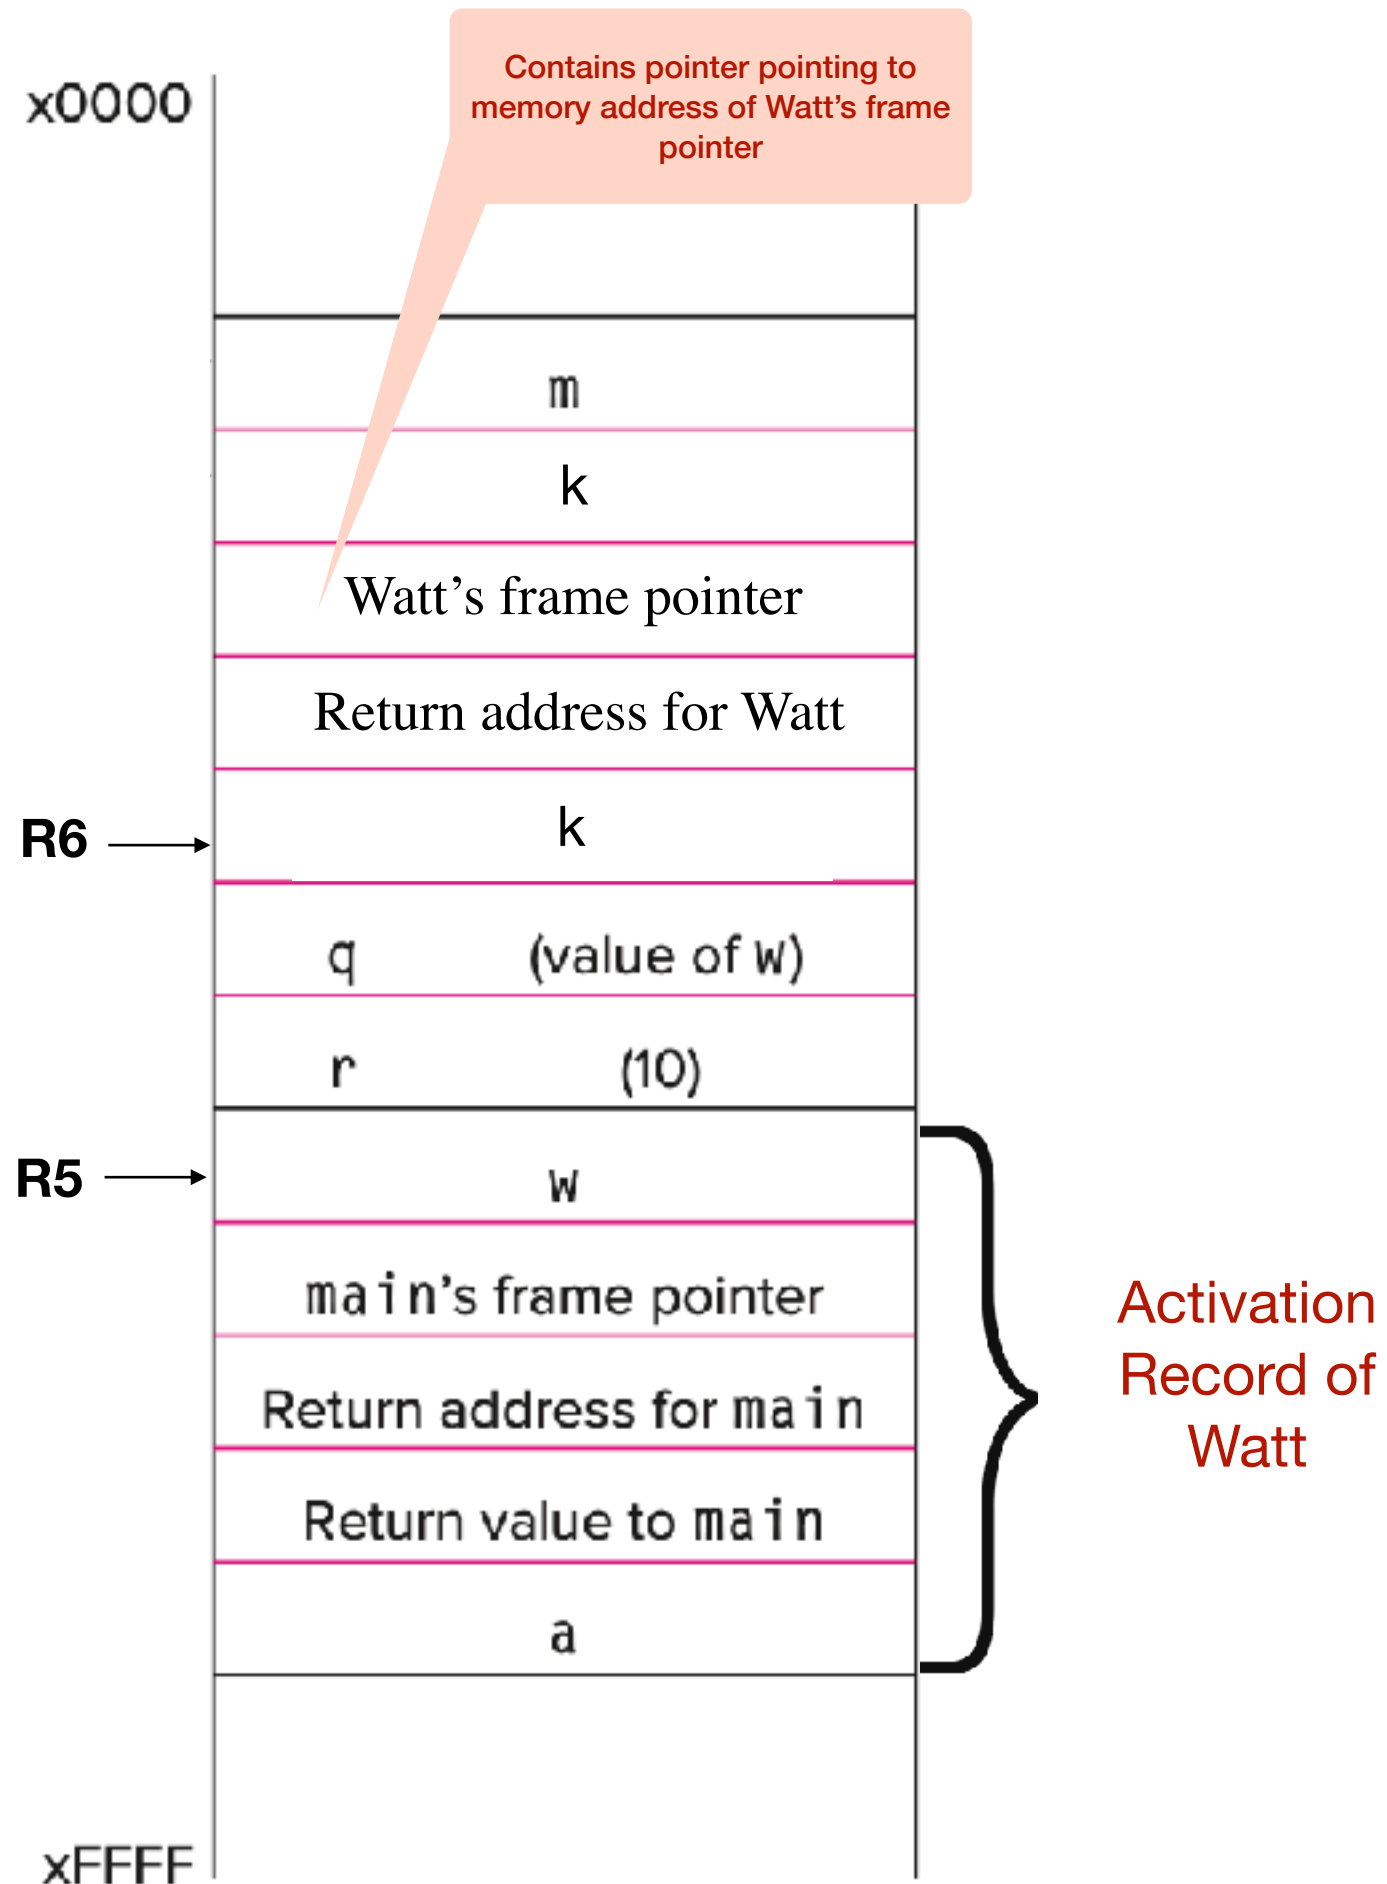 x0000
Contains pointer pointing to
memory address of Watt’s frame
pointer
m
k
Watt’s frame pointer
Return address for Watt
R6
k
q (value of w)
r (10)
R5
w
main’s frame pointer
Return address for main
Return value to main
a
Activation
Record of
Watt
xFFFF